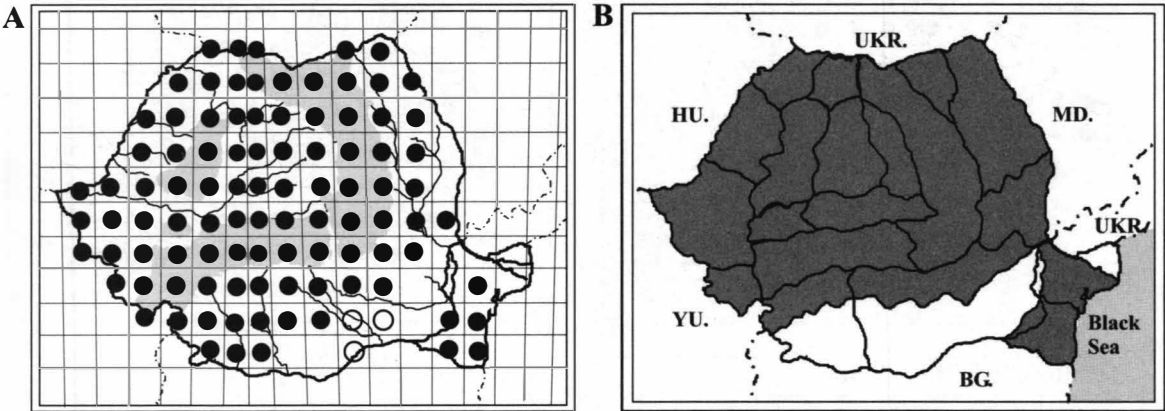 A
B
UKR.
HU.
MD.
UKR.
YU.
Black
Sea
BG.